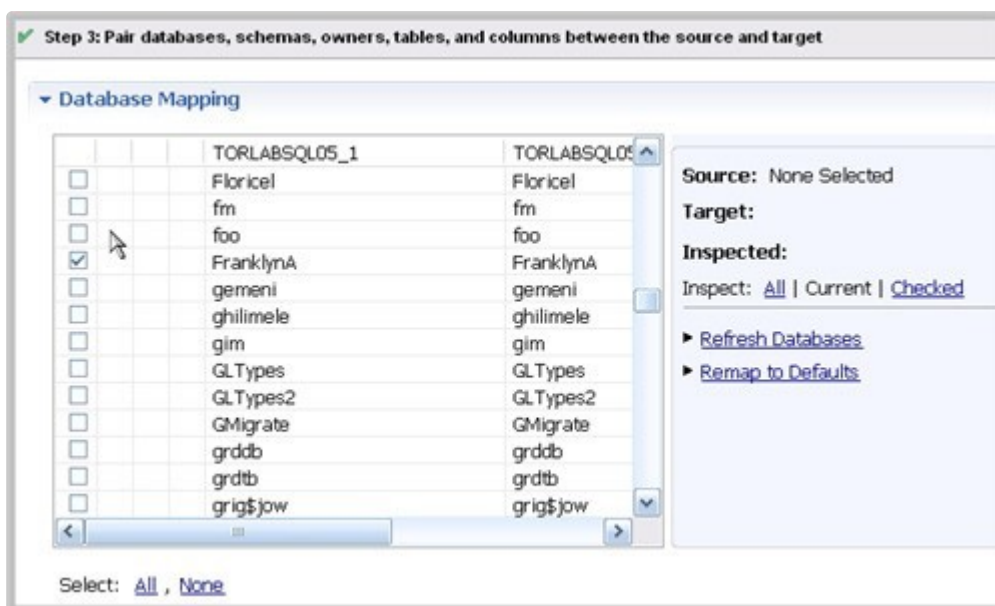 Step 3: Pair databases, schemas, owners, tables, and columns between the source and target
Database Mapping
TORLABSQL05_1 TORLABSQL05
Floricel Floricel
fm fm
foo foo
FranklynA FranklynA
gemeni gemeni
ghilimele ghilimele
gim gim
GLTypes GLTypes
GLTypes2 GLTypes2
GMigrate GMigrate
grddb grddb
grdtb grdtb
grig$jow grig$jow
Select: All , None
Source: None Selected
Target:
Inspected:
Inspect: All | Current | Checked
Refresh Databases
Remap to Defaults